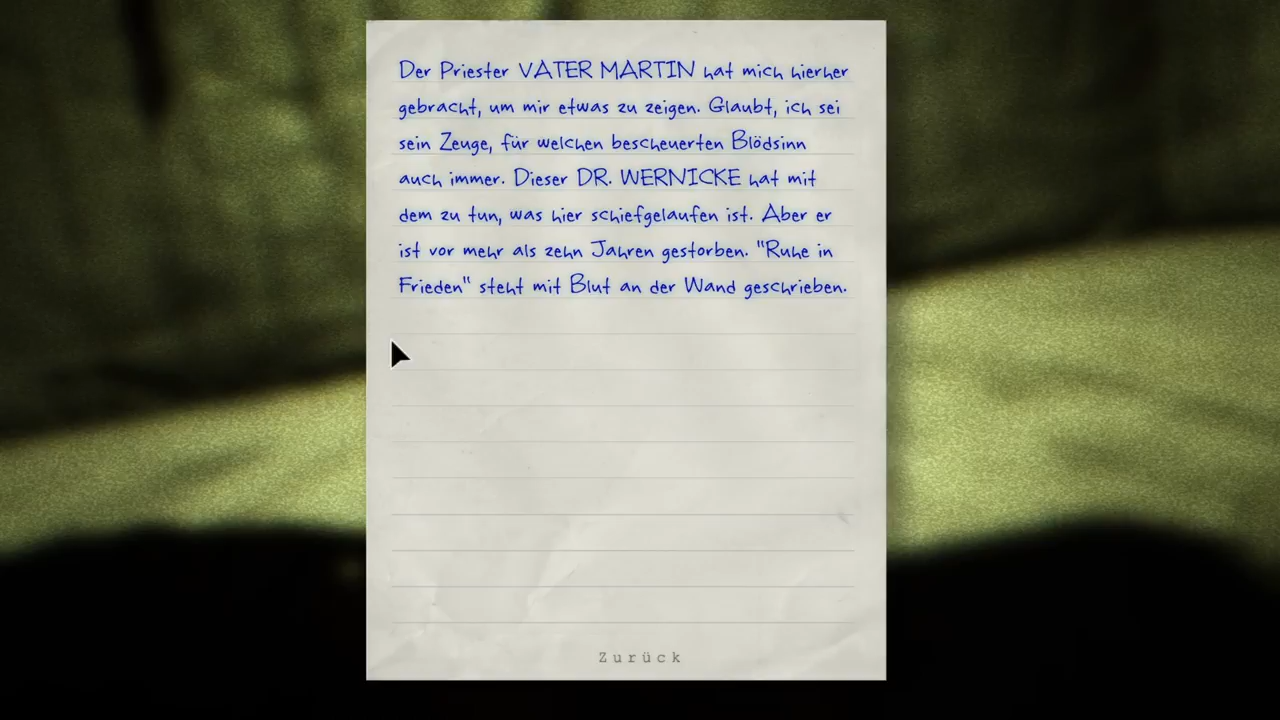 Der Priester VATER MARTIN hat mich hierher
gebracht, um mir etwas zu zeigen. Glaubt, ich sei
sein Zeuge, für welchen bescheuerten Blödsinn
auch immer. Dieser DR. WERNICKE hat mit
dem zu tun, was hier schiefgelaufen ist. Aber er
ist vor mehr als zehn Jahren gestorben. "Ruhe in
Frieden" steht mit Blut an der Wand geschrieben.
Zurück